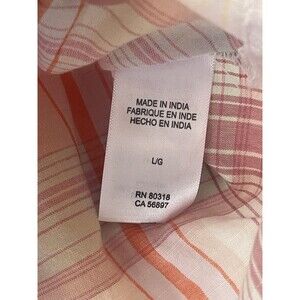 MADE IN INDIA
FABRIQUE EN INDE
HECHO EN INDIA
L/G
RN 80318
CA 56897